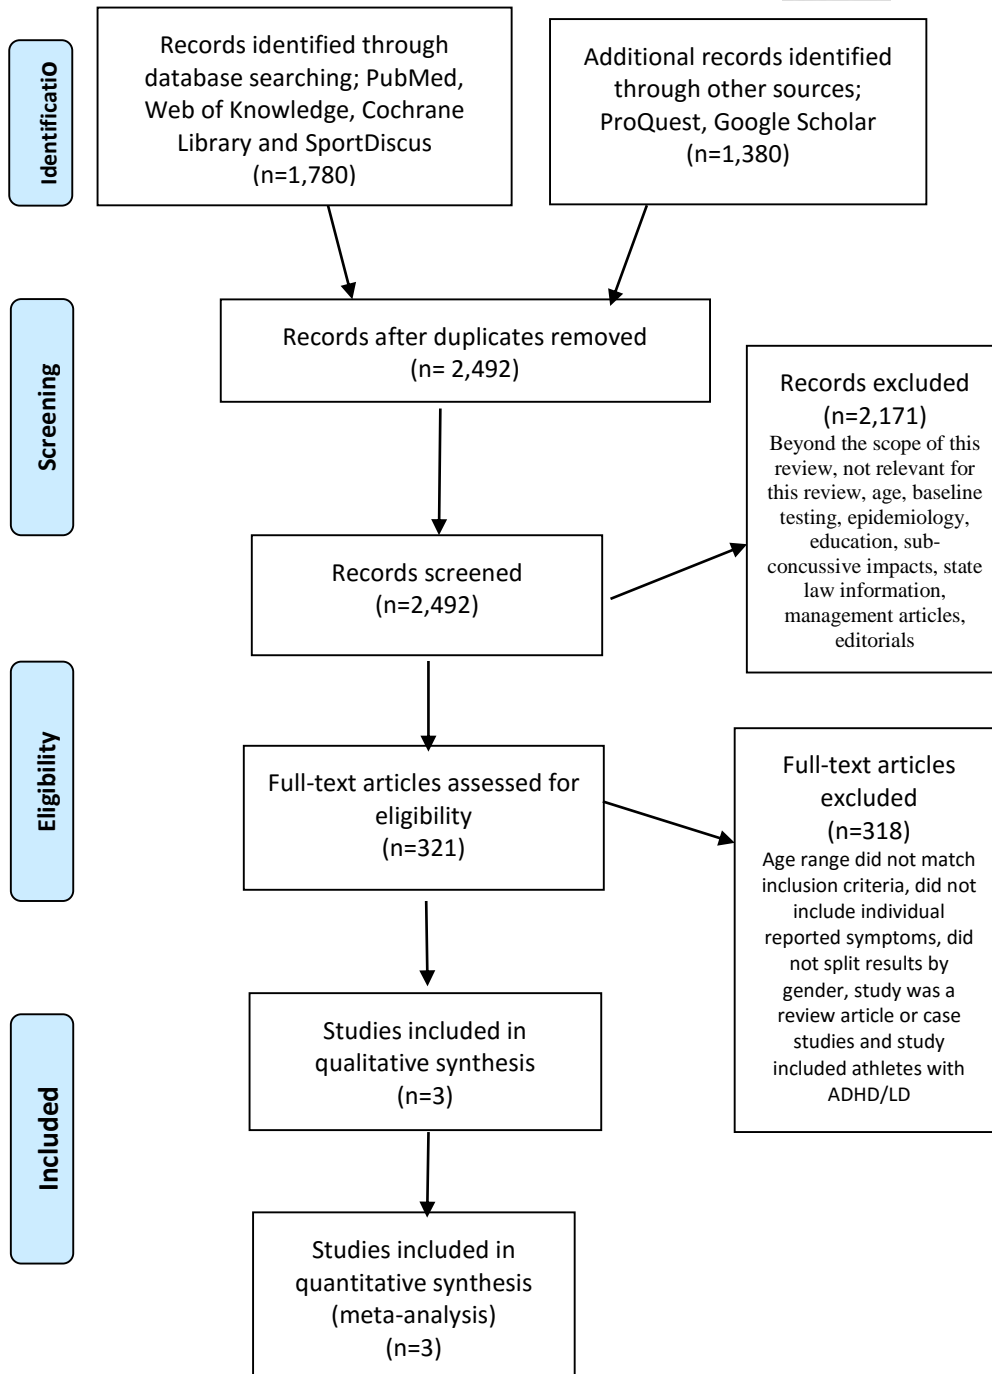 Identificatio
Records identified through
database searching; PubMed,
Web of Knowledge, Cochrane
Library and SportDiscus
(n=1,780)
Additional records identified
through other sources;
ProQuest, Google Scholar
(n=1,380)
Screening
Records after duplicates removed
(n= 2,492)
Records screened
(n=2,492)
Records excluded
(n=2,171)
Beyond the scope of this
review, not relevant for
this review, age, baseline
testing, epidemiology,
education, sub-
concussive impacts, state
law information,
management articles,
editorials
Eligibility
Full-text articles assessed for
eligibility
(n=321)
Full-text articles
excluded
(n=318)
Age range did not match
inclusion criteria, did not
include individual
reported symptoms, did
not split results by
gender, study was a
review article or case
studies and study
included athletes with
ADHD/LD
Included
Studies included in
qualitative synthesis
(n=3)
Studies included in
quantitative synthesis
(meta-analysis)
(n=3)